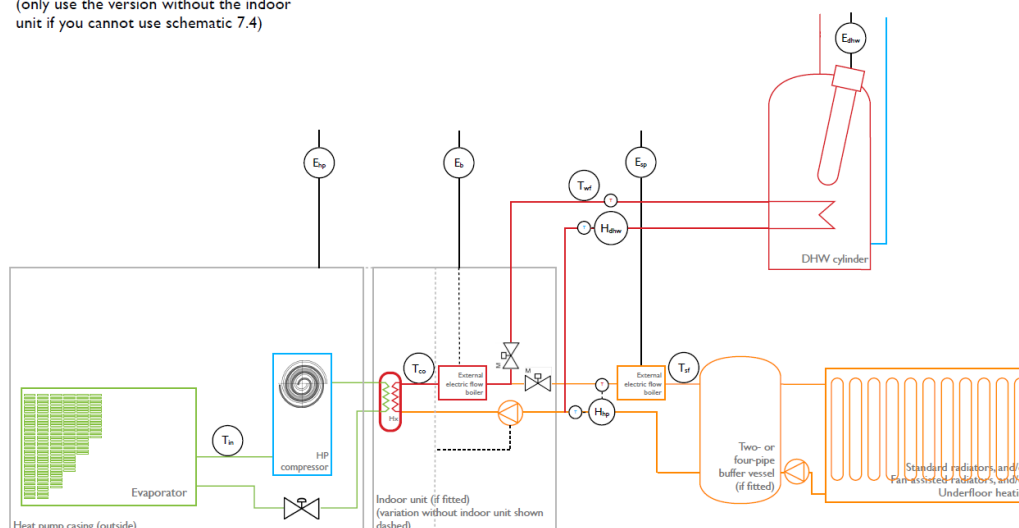 (only use the version without the indoor
unit if you cannot use schematic 7.4)
Edhw
Ehp
Eb
Esp
Twf
T
T
Hdhw
DHW cylinder
Tco
External
electric flow
boiler
M
M
External
electric flow
boiler
Tsf
T
T
Hhp
Hx
Tin
HP
compressor
Evaporator
Two- or
four-pipe
buffer vessel
(if fitted)
Standard radiators, and/
Fan-assisted radiators, and/
Underfloor heati
Indoor unit (if fitted)
(variation without indoor unit shown
dashed)
Heat pump casing (outside)